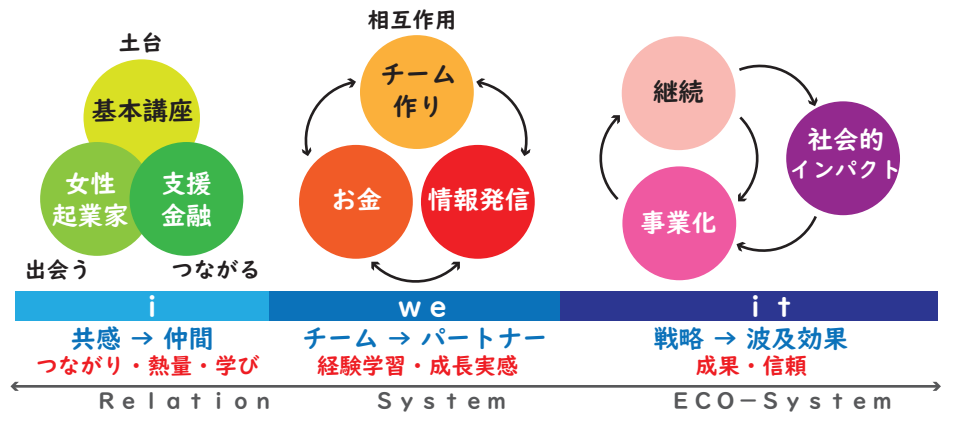 土台
基本講座
女性
起業家
支援
金融
出会う
つながる
相互作用
チーム
作り
お金
情報発信
継続
社会的
インパクト
事業化
i
we
it
共感 → 仲間
つながり・熱量・学び
チーム → パートナー
経験学習・成長実感
戦略 → 波及効果
成果・信頼
Relation
System
ECO−System